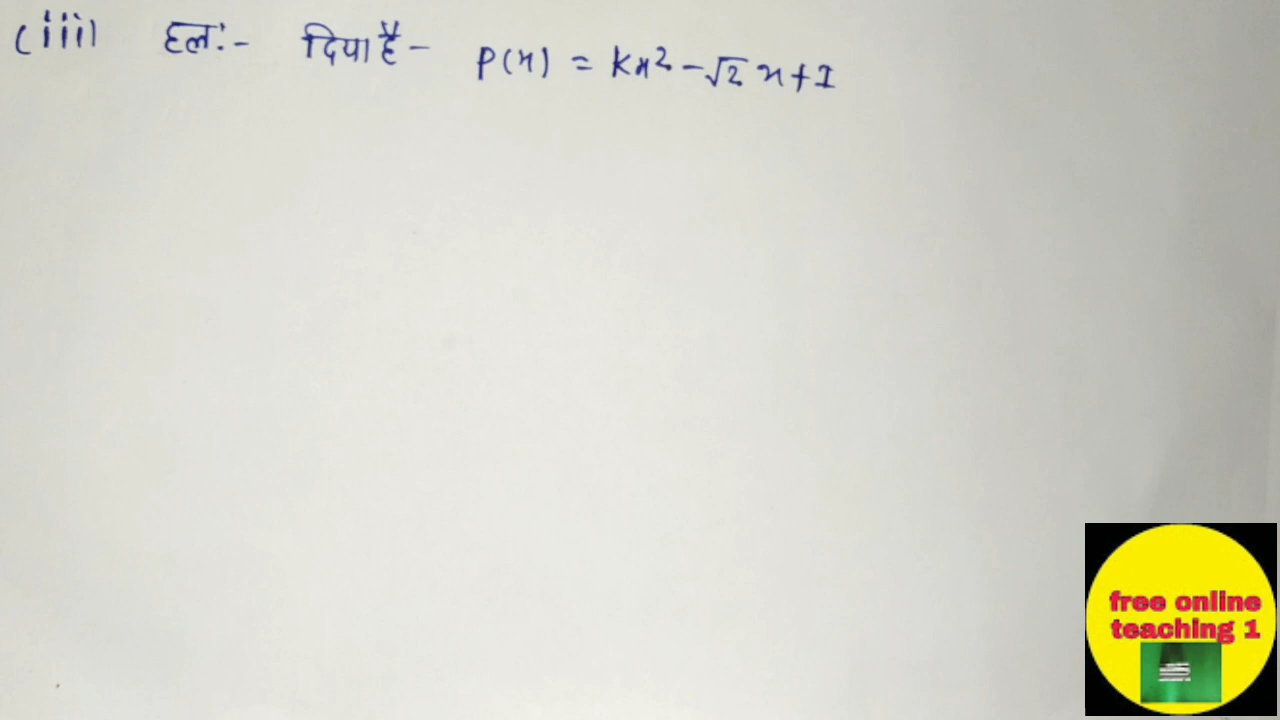 (iii) हलः- दिया है- P(x) = Kx² - √2 x + 1
free online
teaching 1